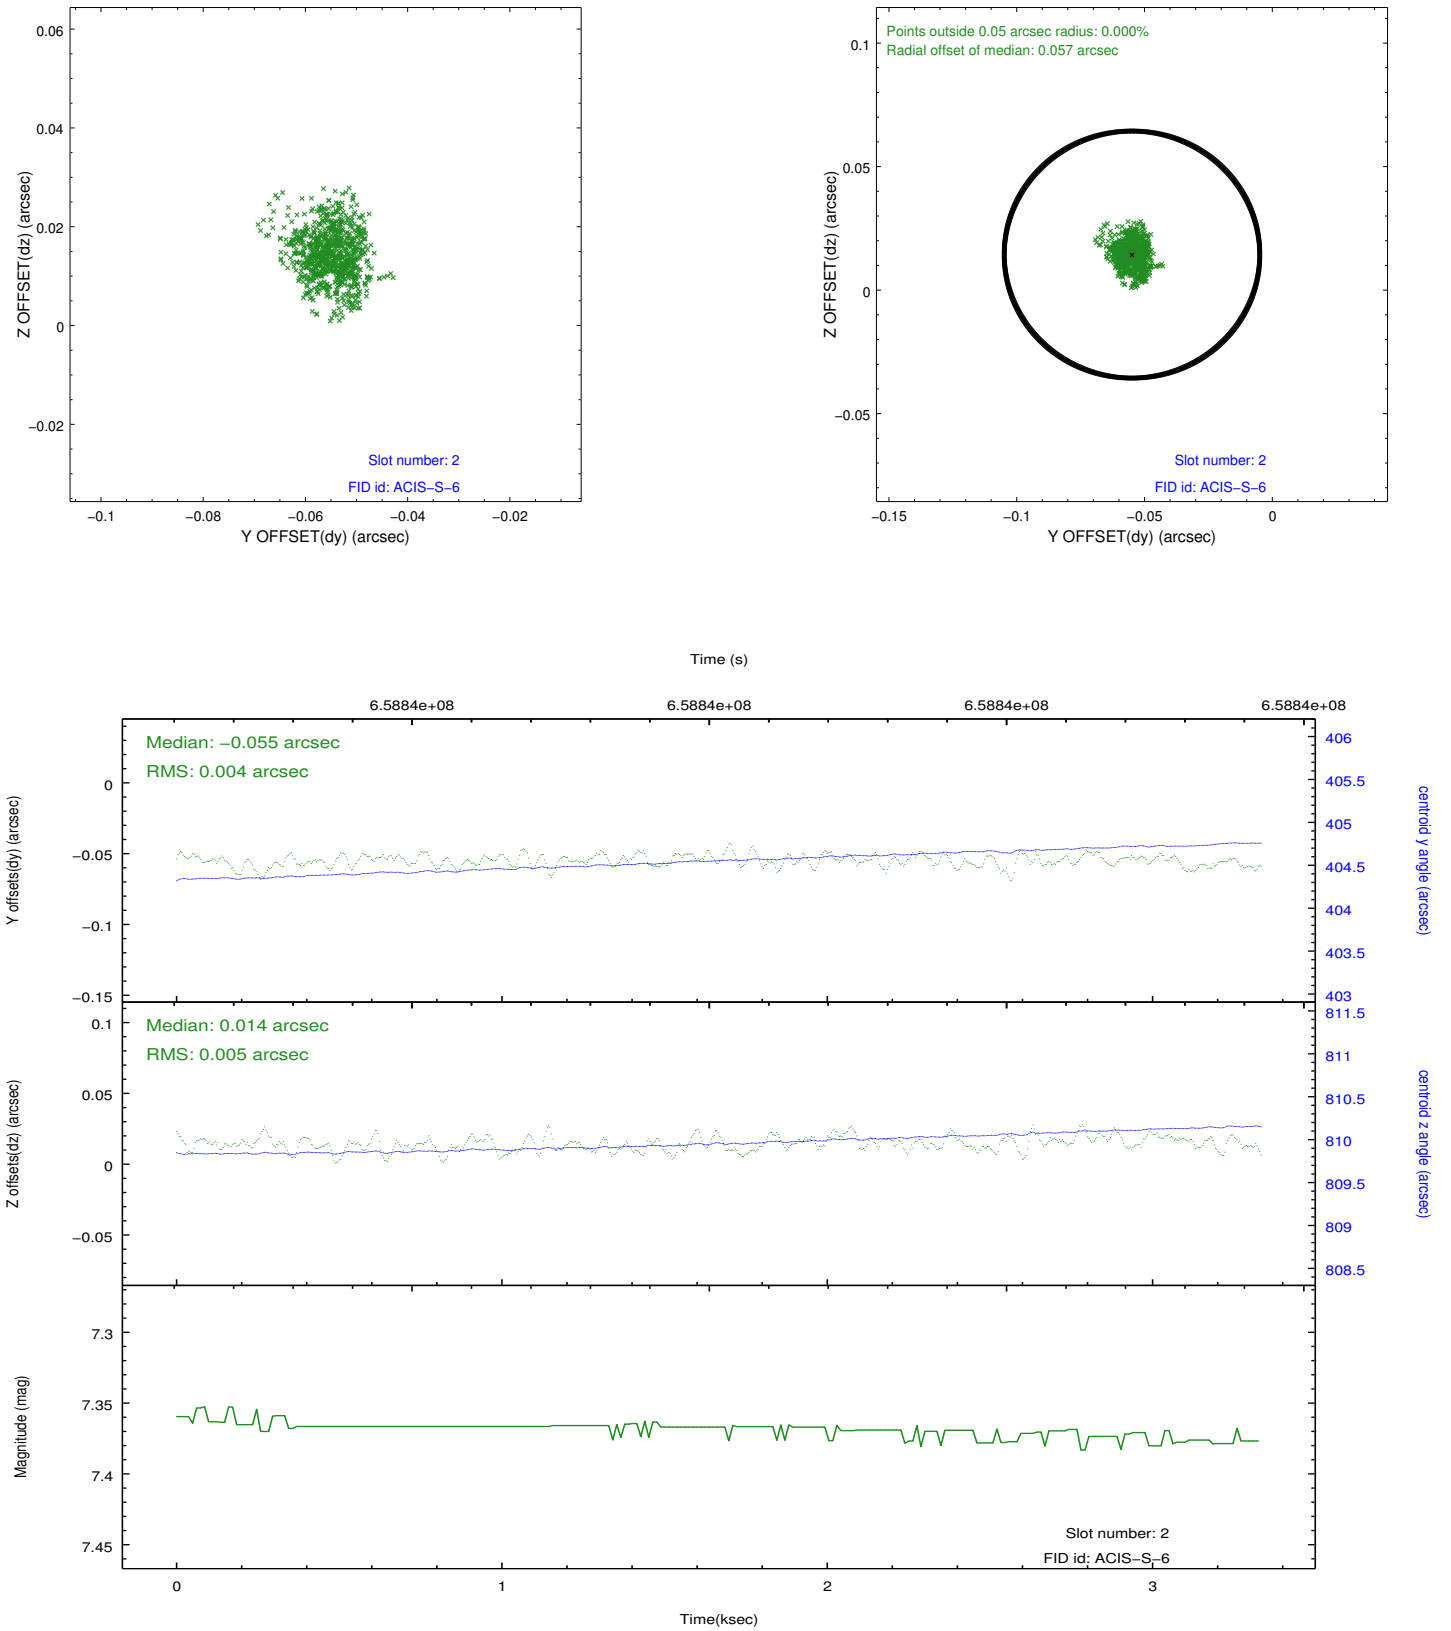 0.06
0.04
0.02
0
−0.02
Z OFFSET(dz) (arcsec)
Slot number: 2
FID id: ACIS−S−6
−0.1 −0.08 −0.06 −0.04 −0.02
Y OFFSET(dy) (arcsec)
Points outside 0.05 arcsec radius: 0.000%
Radial offset of median: 0.057 arcsec
0.1
0.05
0
−0.05
Z OFFSET(dz) (arcsec)
Slot number: 2
FID id: ACIS−S−6
−0.15 −0.1 −0.05 0
Y OFFSET(dy) (arcsec)
Time (s)
6.5884e+08 6.5884e+08 6.5884e+08 6.5884e+08
Median: −0.055 arcsec
RMS: 0.004 arcsec
0
−0.05
−0.1
−0.15
Y offsets(dy) (arcsec)
406
405.5
405
404.5
404
403.5
403
centroid y angle (arcsec)
Median: 0.014 arcsec
RMS: 0.005 arcsec
0.1
0.05
0
−0.05
Z offsets(dz) (arcsec)
811.5
811
810.5
810
809.5
809
808.5
centroid z angle (arcsec)
7.3
7.35
7.4
7.45
Magnitude (mag)
Slot number: 2
FID id: ACIS−S−6
0 1 2 3
Time(ksec)